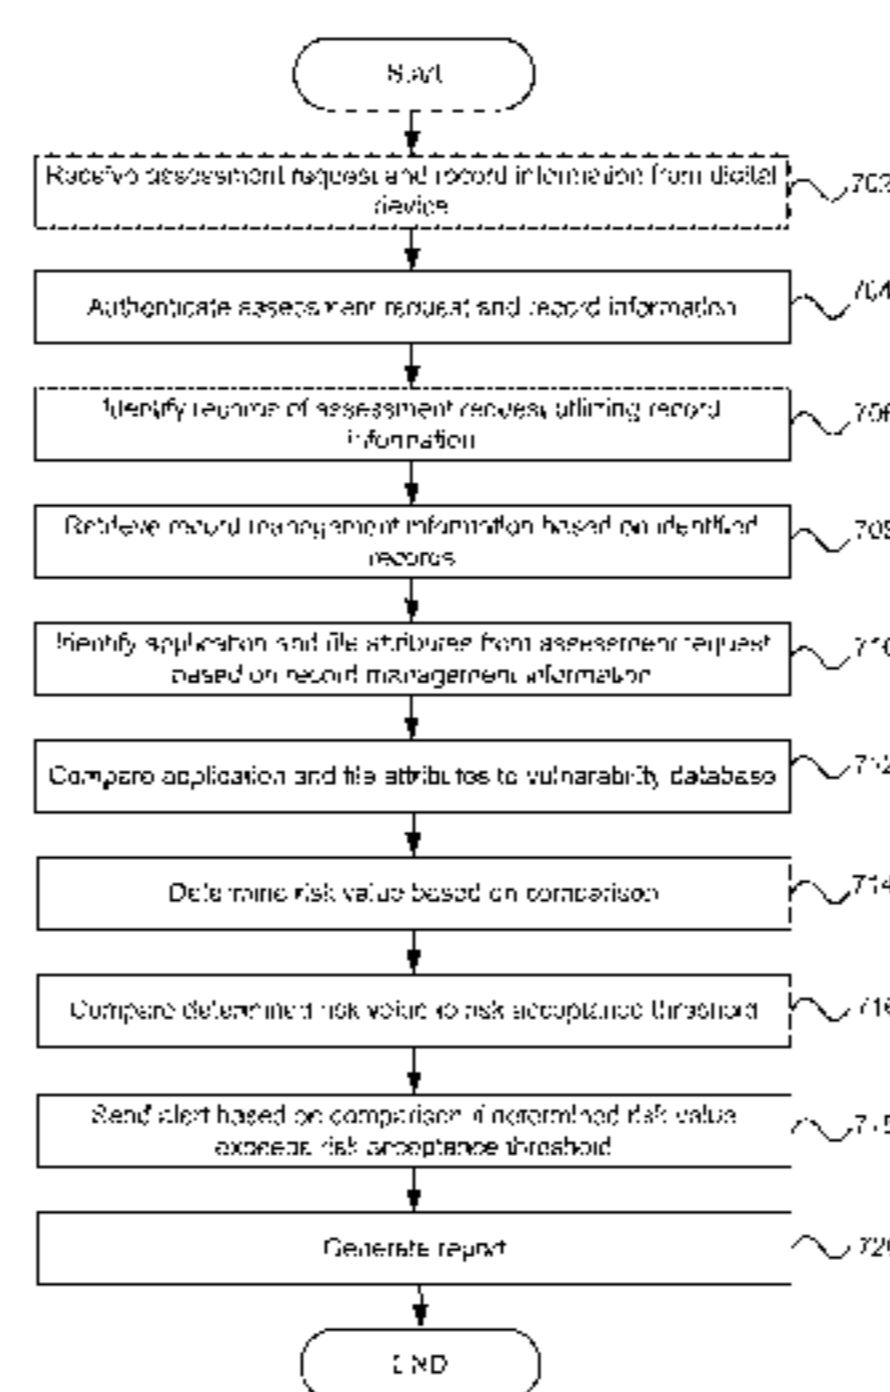 Start
Receive assessment request and record information from digital
device
702
Authenticate assessment request and record information
704
Identify records of assessment request utilizing record
information
706
Retrieve record management information based on identified
records
708
Identify application and file attributes from assessment request
based on record management information
710
Compare application and file attributes to vulnerability database
712
Determine risk value based on comparison
714
Compare determined risk value to risk acceptance threshold
716
Send alert based on comparison if determined risk value
exceeds risk acceptance threshold
Generate report
720
END